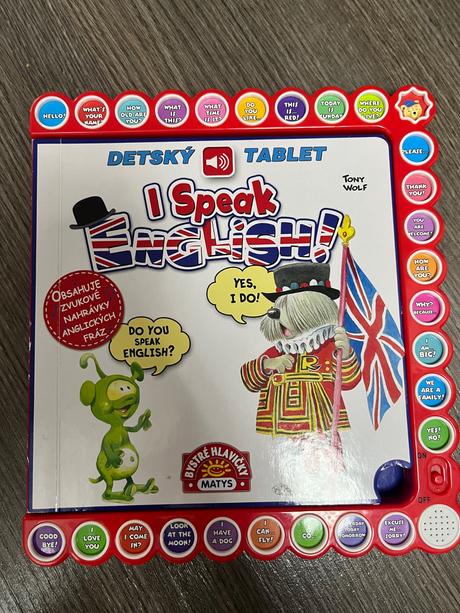 HELLO!
WHAT'S
YOUR
NAME?
HOW
OLD ARE
YOU?
WHAT
IS
THIS?
WHAT
TIME
IS IT?
DO
YOU
LIKE...
THIS
IS
RED!
TODAY
IS
SUNDAY
WHERE
DO YOU
LIVE?
DETSKÝ TABLET
TONY
WOLF
I SPEAK
ENGLISH!
OBSAHUJE
ZVUKOVÉ
NAHRÁVKY
ANGLICKÝCH
FRÁZ
YES,
I DO!
DO YOU
SPEAK
ENGLISH?
R
BYSTRÉ HLAVIČKY
MATYS
PLEASE...
THANK
YOU!
YOU
ARE
WELCOME!
HOW
ARE
YOU?
WHY?
BECAUSE...
I
AM
BIG!
WE
ARE A
FAMILY!
YES!
NO!
ON
OFF
GOOD
BYE!
I
LOVE
YOU
MAY I
COME
IN?
LOOK
AT THE
MOON!
I
HAVE
A DOG
I
CAN
FLY!
GO...
TODAY
TOMORROW
EXCUSE
ME
SORRY!